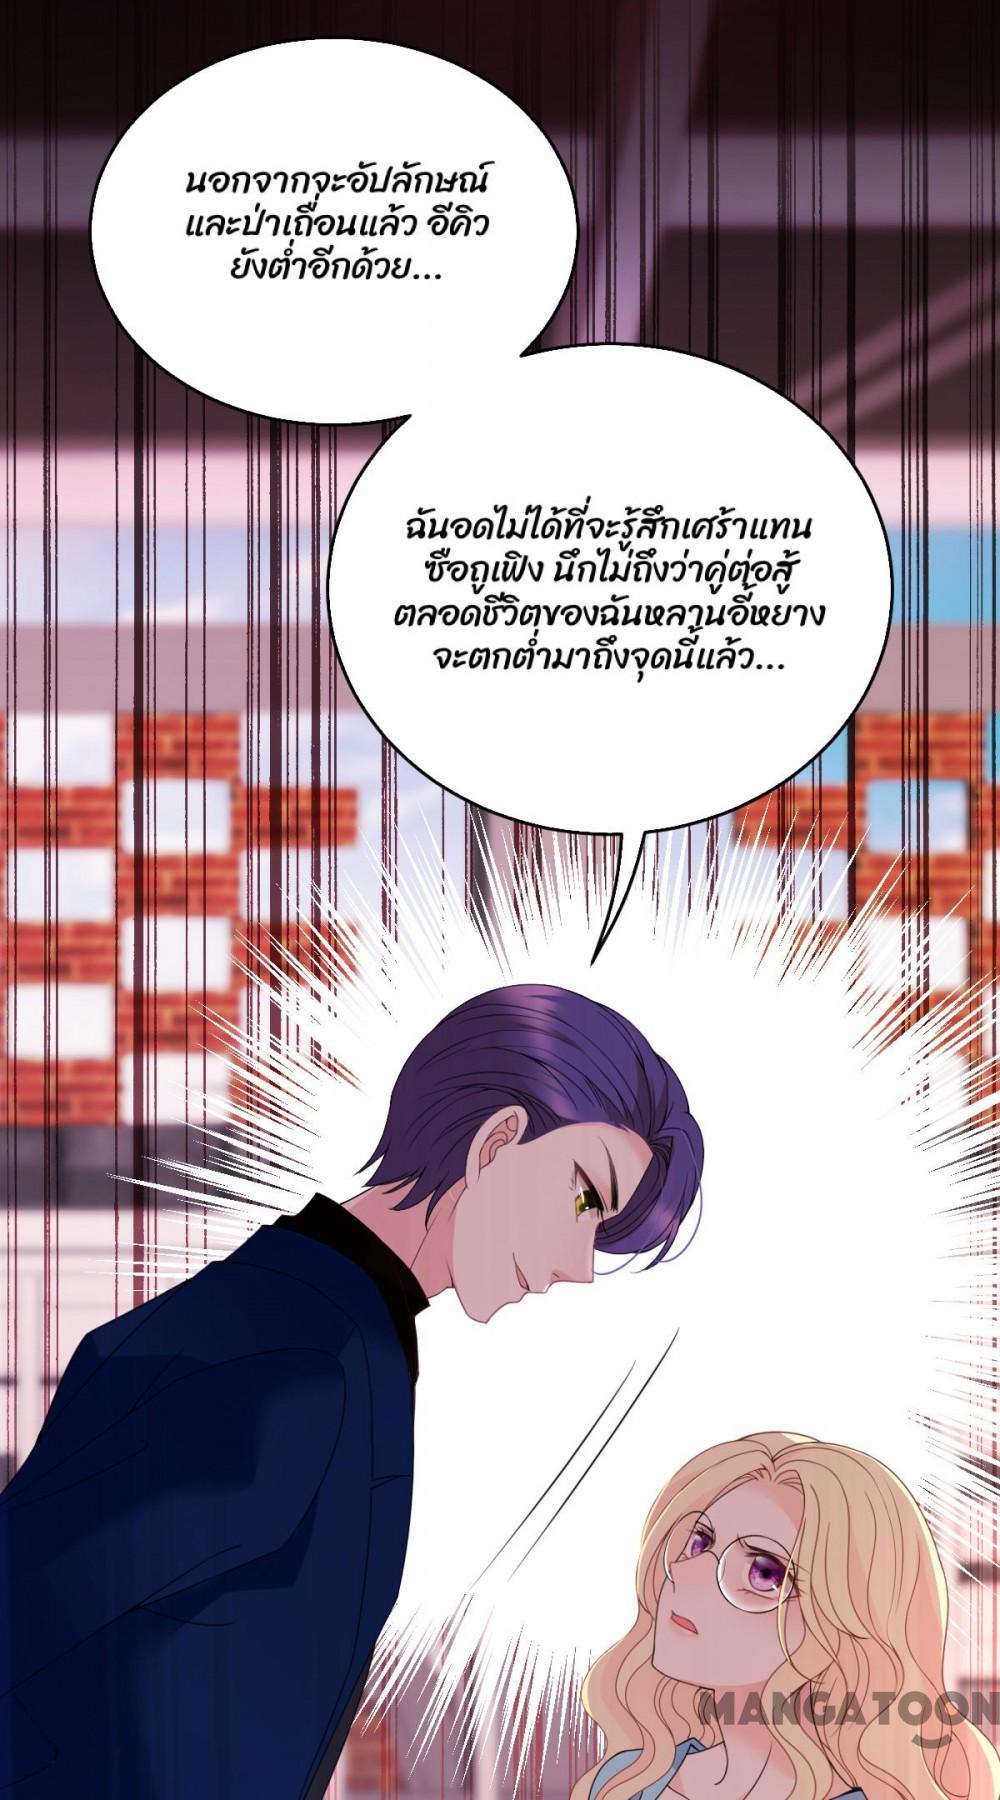 นอกจากจะอัปลักษณ์
และป่าเถื่อนแล้ว อีคิว
ยังต่ำอีกด้วย...
ฉันอดไม่ได้ที่จะรู้สึกเศร้าแทน
ซือถูเฟิง นึกไม่ถึงว่าคู่ต่อสู้
ตลอดชีวิตของฉันหลานอี้หยาง
จะตกต่ำมาถึงจุดนี้แล้ว...
MANGATOON